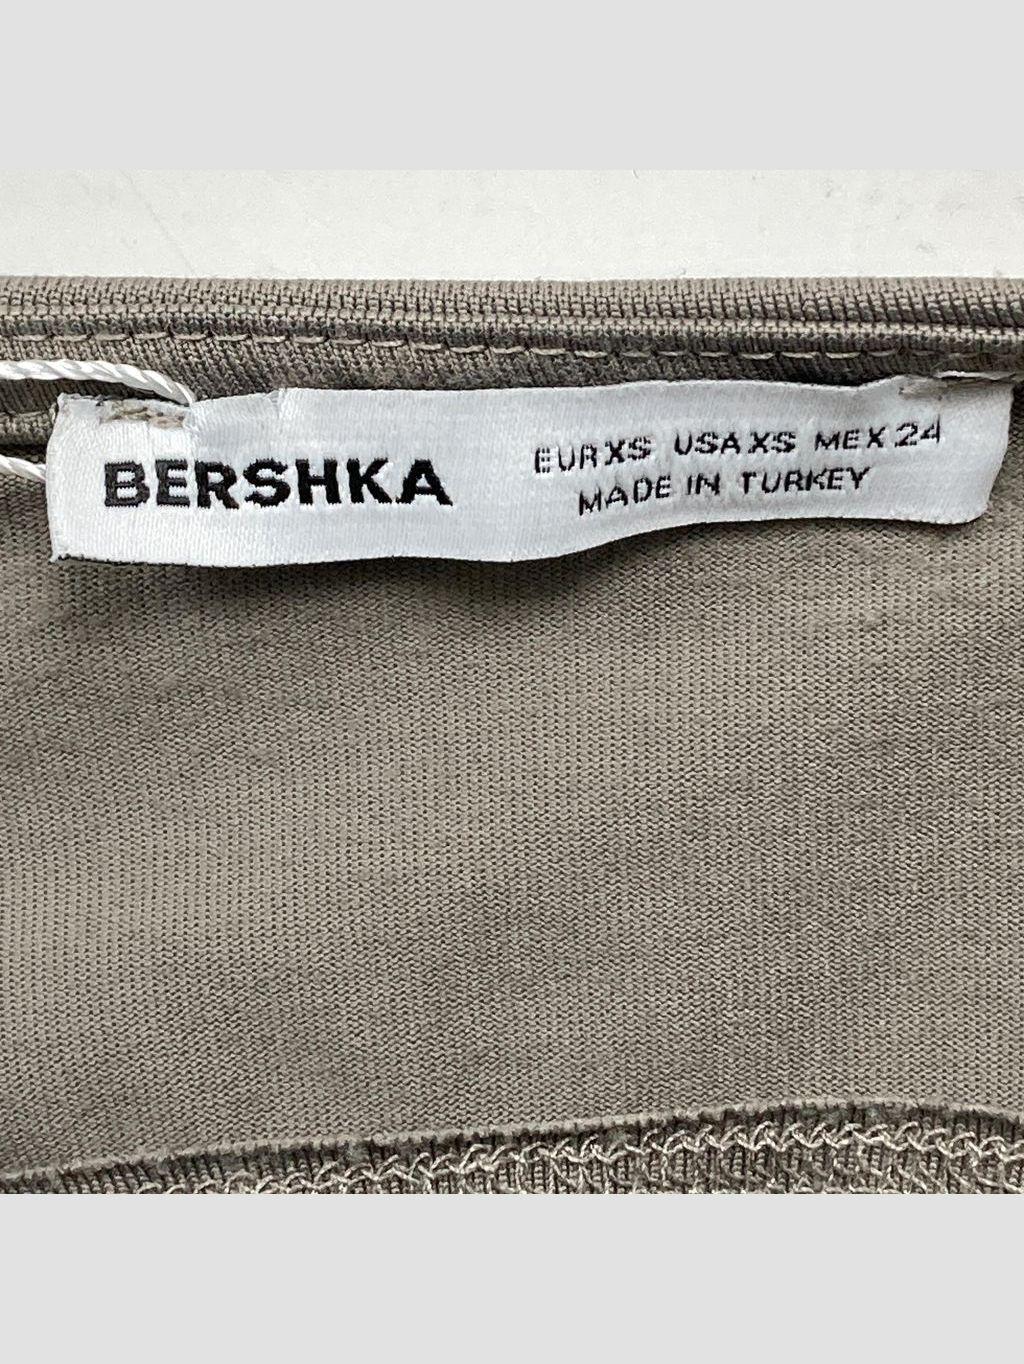 BERSHKA
EUR XS USA XS MEX 24
MADE IN TURKEY